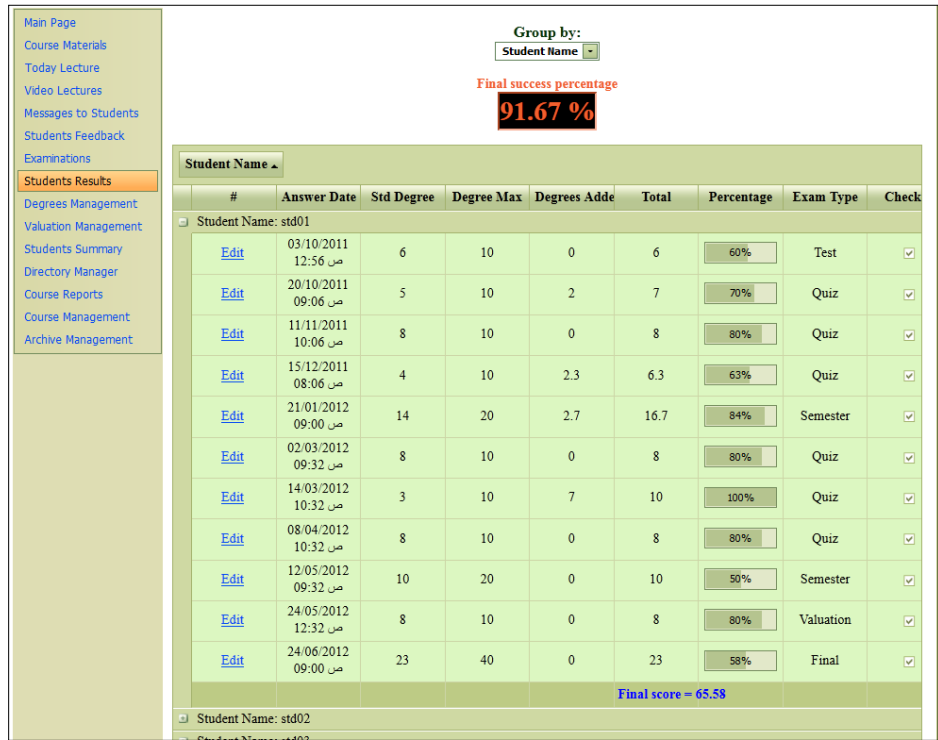 Main Page
Course Materials
Today Lecture
Video Lectures
Messages to Students
Students Feedback
Examinations
Students Results
Degrees Management
Valuation Management
Students Summary
Directory Manager
Course Reports
Course Management
Archive Management
Group by:
Student Name
Final success percentage
91.67 %
Student Name
# Answer Date Std Degree Degree Max Degrees Adde Total Percentage Exam Type Check
Student Name: std01
Edit 03/10/2011 6 10 0 6 60% Test
12:56 ص
Edit 20/10/2011 5 10 2 7 70% Quiz
09:06 ص
Edit 11/11/2011 8 10 0 8 80% Quiz
10:06 ص
Edit 15/12/2011 4 10 2.3 6.3 63% Quiz
08:06 ص
Edit 21/01/2012 14 20 2.7 16.7 84% Semester
09:00 ص
Edit 02/03/2012 8 10 0 8 80% Quiz
09:32 ص
Edit 14/03/2012 3 10 7 10 100% Quiz
10:32 ص
Edit 08/04/2012 8 10 0 8 80% Quiz
10:32 ص
Edit 12/05/2012 10 20 0 10 50% Semester
09:32 ص
Edit 24/05/2012 8 10 0 8 80% Valuation
12:32 ص
Edit 24/06/2012 23 40 0 23 58% Final
09:00 ص
Final score = 65.58
Student Name: std02
Student Name: std03